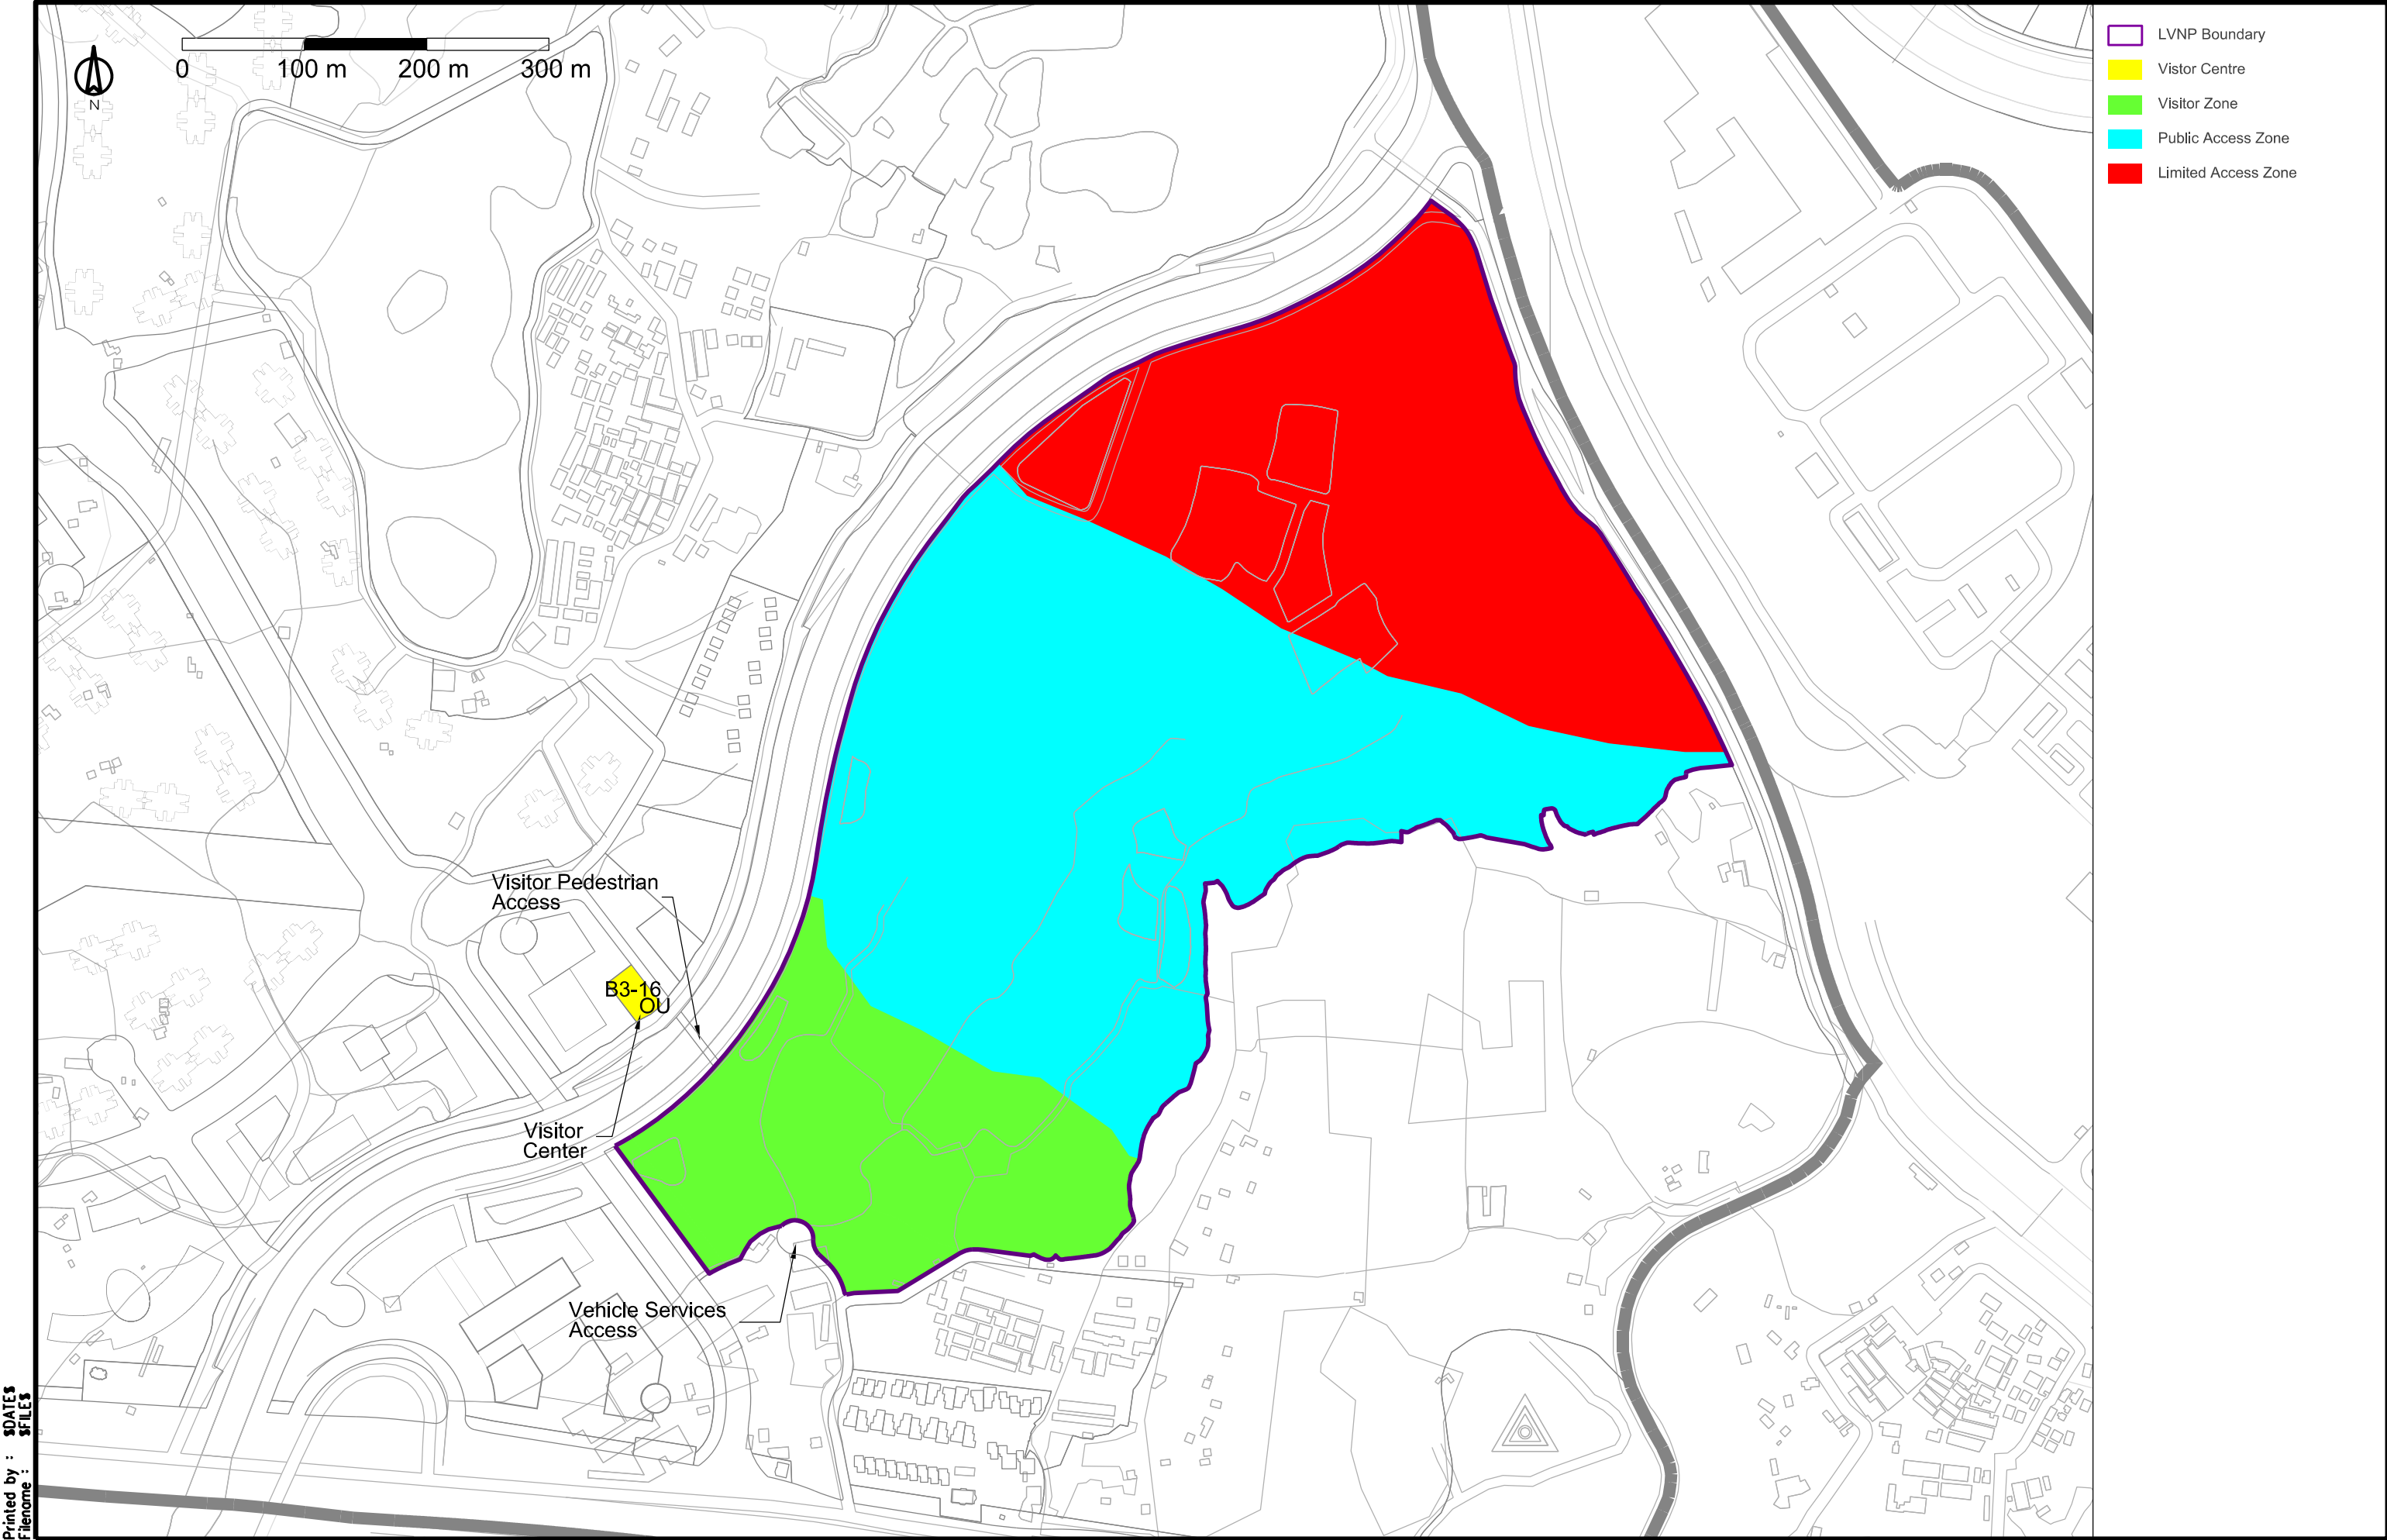 0 100 m 200 m 300 m
N
LVNP Boundary
Vistor Centre
Visitor Zone
Public Access Zone
Limited Access Zone
Visitor Pedestrian
Access
B3-16
OU
Visitor
Center
Vehicle Services
Access
Printed by : $DATE$
Filename : $FILE$